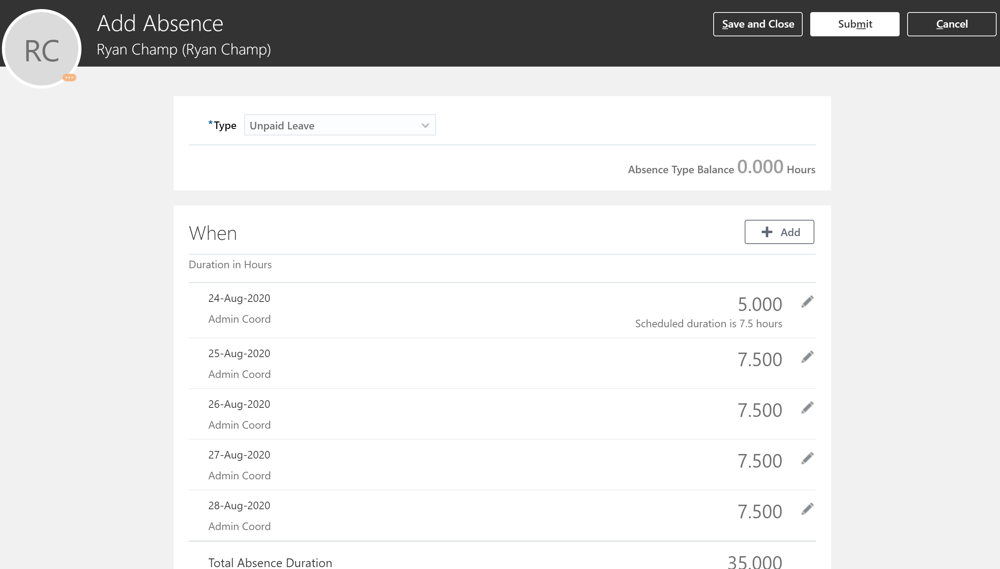 RC
Add Absence
Ryan Champ (Ryan Champ)
Save and Close
Submit
Cancel
*Type
Unpaid Leave
Absence Type Balance 0.000 Hours
When
Add
Duration in Hours
24-Aug-2020
5.000
Admin Coord
Scheduled duration is 7.5 hours
25-Aug-2020
7.500
Admin Coord
26-Aug-2020
7.500
Admin Coord
27-Aug-2020
7.500
Admin Coord
28-Aug-2020
7.500
Admin Coord
Total Absence Duration
35.000